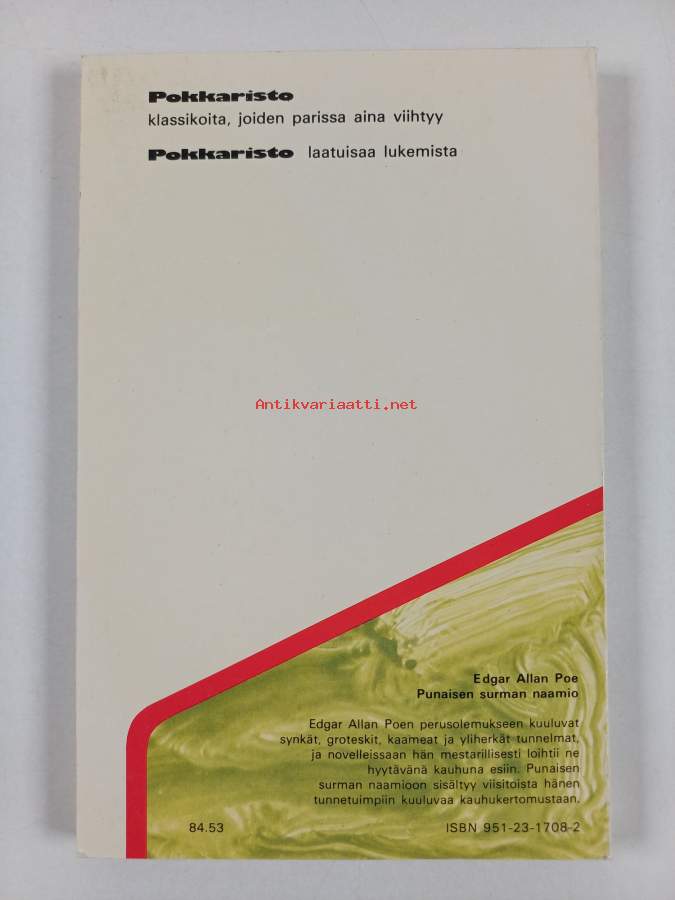 Pokkaristo
klassikoita, joiden parissa aina viihtyy
Pokkaristo laatuisaa lukemista
Antikvariaatti.net
Edgar Allan Poe
Punaisen surman naamio
Edgar Allan Poen perusolemukseen kuuluvat
synkät, groteskit, kaameat ja yliherkät tunnelmat,
ja novelleissaan hän mestarillisesti loihtii ne
hyytävänä kauhuna esiin. Punaisen
surman naamioon sisältyy viisitoista hänen
tunnetuimpiin kuuluvaa kauhukertomustaan.
84.53
ISBN 951-23-1708-2